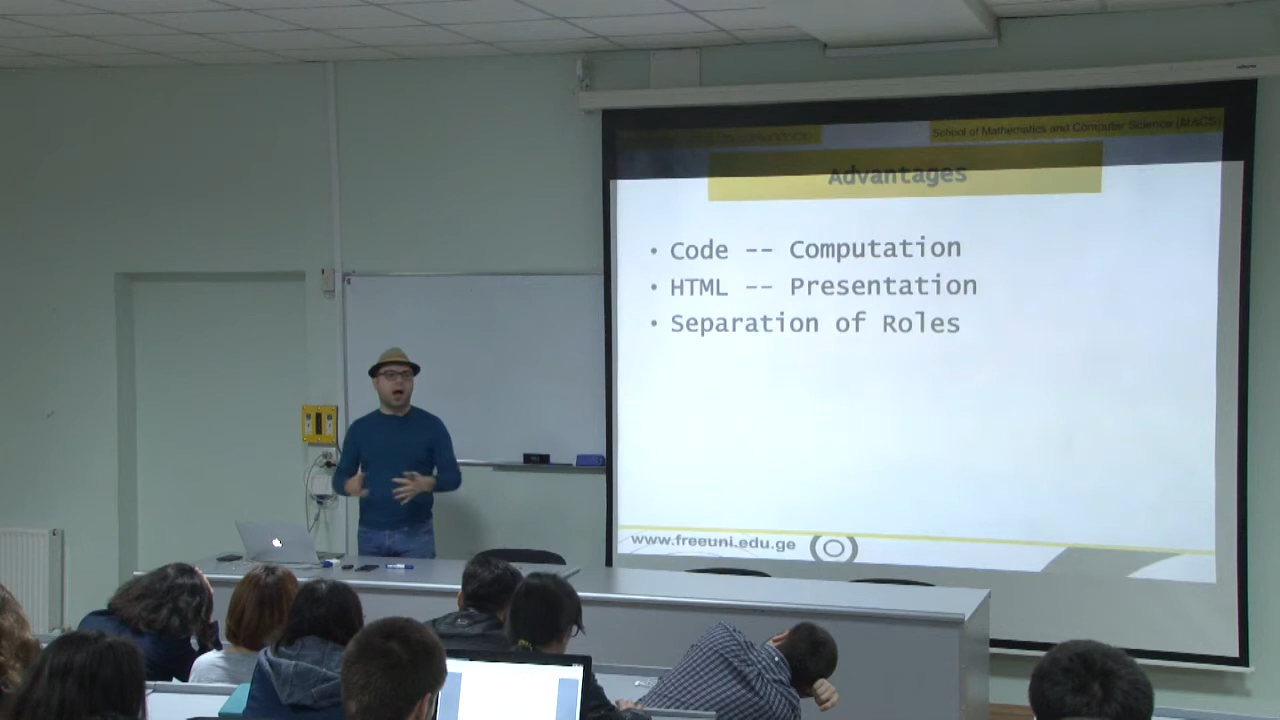 School of Mathematics and Computer Science (MACS)
Advantages
• Code -- Computation
• HTML -- Presentation
• Separation of Roles
www.freeuni.edu.ge